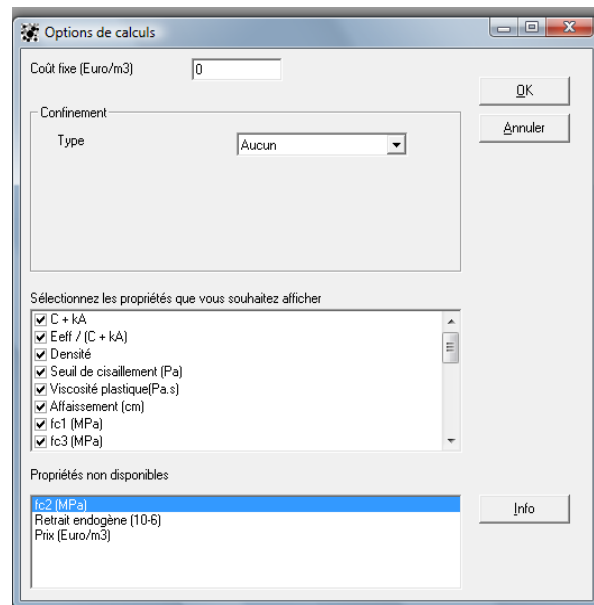 Options de calculs
Coût fixe (Euro/m3) 0
OK
Confinement
Annuler
Type Aucun
Sélectionnez les propriétés que vous souhaitez afficher
C + kA
Eeff / (C + kA)
Densité
Seuil de cisaillement (Pa)
Viscosité plastique(Pa.s)
Affaissement (cm)
fc1 (MPa)
fc3 (MPa)
Propriétés non disponibles
fc2 (MPa)
Info
Retrait endogène (10-6)
Prix (Euro/m3)